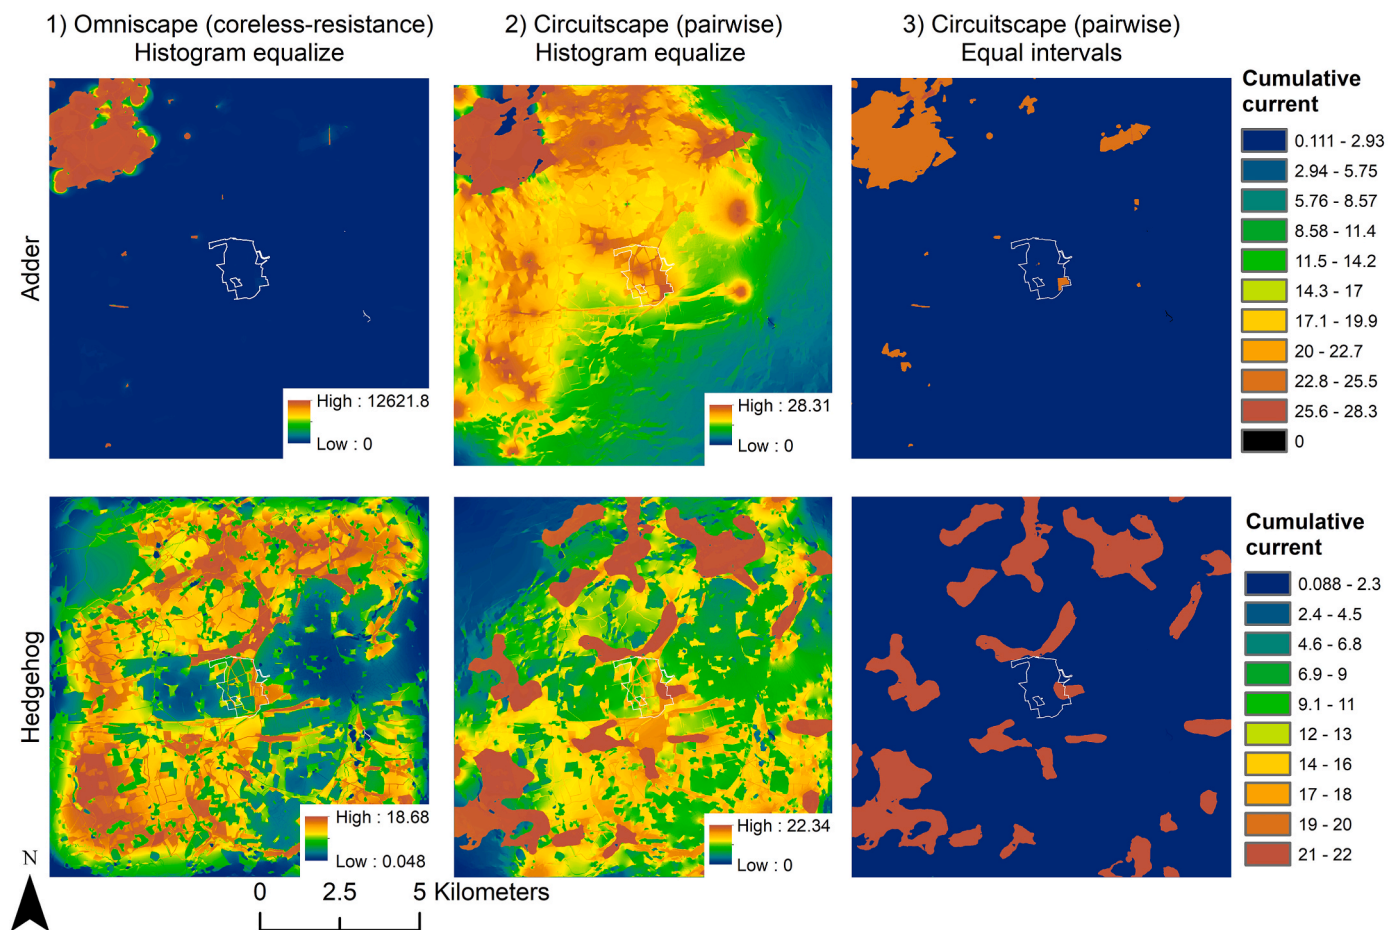 1) Omniscape (coreless-resistance)
Histogram equalize
2) Circuitscape (pairwise)
Histogram equalize
3) Circuitscape (pairwise)
Equal intervals
Adder
High : 12621.8
Low : 0
High : 28.31
Low : 0
Cumulative
current
0.111 - 2.93
2.94 - 5.75
5.76 - 8.57
8.58 - 11.4
11.5 - 14.2
14.3 - 17
17.1 - 19.9
20 - 22.7
22.8 - 25.5
25.6 - 28.3
0
Hedgehog
High : 18.68
Low : 0.048
High : 22.34
Low : 0
Cumulative
current
0.088 - 2.3
2.4 - 4.5
4.6 - 6.8
6.9 - 9
9.1 - 11
12 - 13
14 - 16
17 - 18
19 - 20
21 - 22
N
0 2.5 5 Kilometers